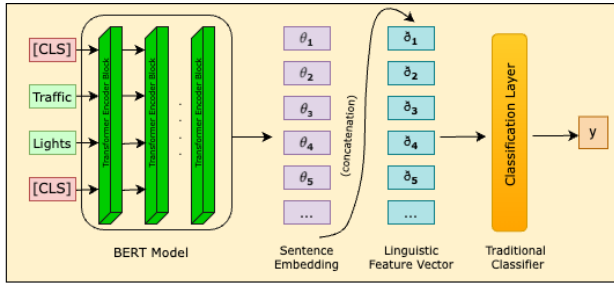 [CLS]
Traffic
Lights
[CLS]
Transformer Encoder Block
Transformer Encoder Block
Transformer Encoder Block
BERT Model
θ1
θ2
θ3
θ4
θ5
...
Sentence
Embedding
(concatenation)
ð1
ð2
ð3
ð4
ð5
...
Linguistic
Feature Vector
Classification Layer
Traditional
Classifier
y